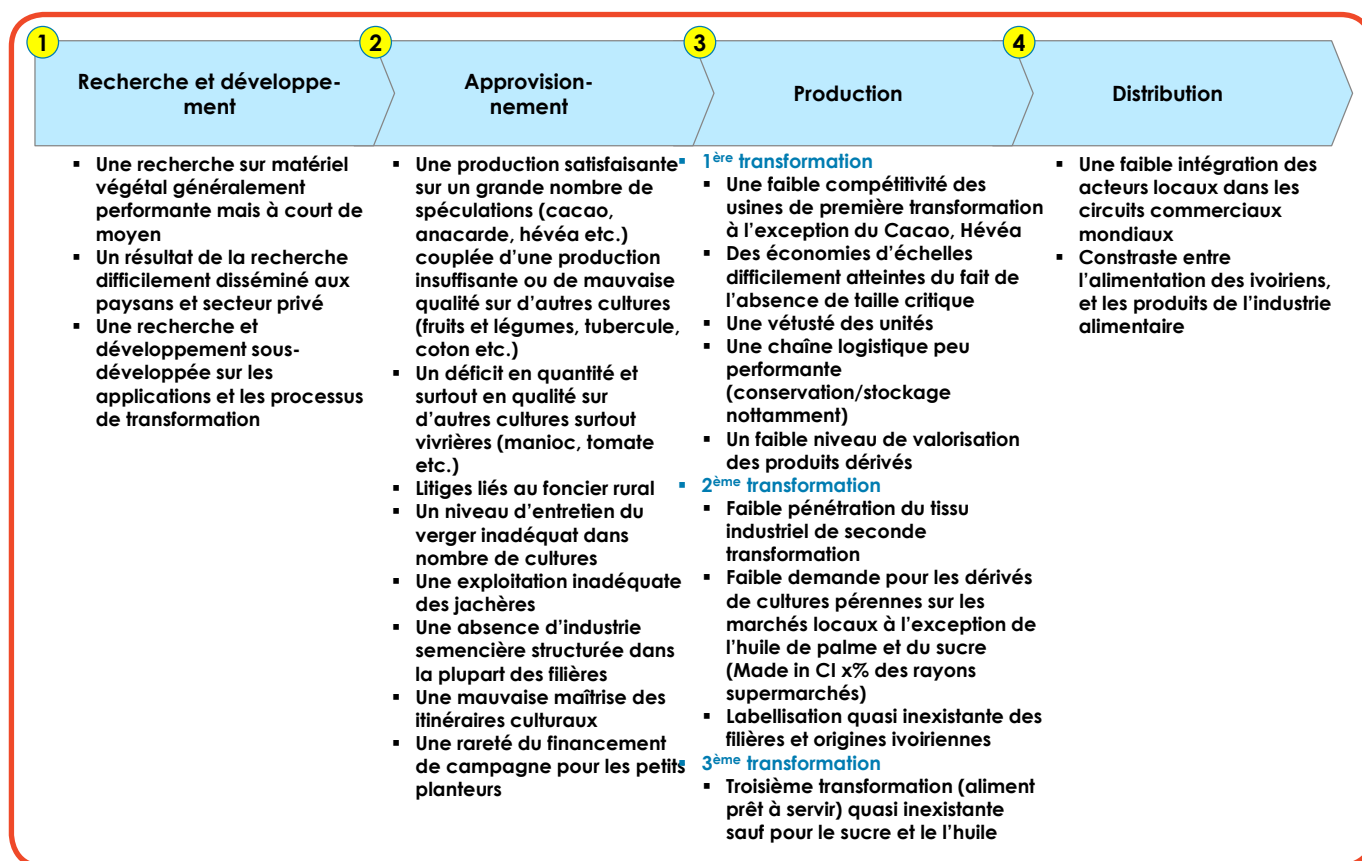 1
Recherche et développe-
ment
▪ Une recherche sur matériel
végétal généralement
performante mais à court de
moyen
▪ Un résultat de la recherche
difficilement disséminé aux
paysans et secteur privé
▪ Une recherche et
développement sous-
développée sur les
applications et les processus
de transformation
2
Approvision-
nement
▪ Une production satisfaisante
sur un grande nombre de
spéculations (cacao,
anacarde, hévéa etc.)
couplée d'une production
insuffisante ou de mauvaise
qualité sur d'autres cultures
(fruits et légumes, tubercule,
coton etc.)
▪ Un déficit en quantité et
surtout en qualité sur
d'autres cultures surtout
vivrières (manioc, tomate
etc.)
▪ Litiges liés au foncier rural
▪ Un niveau d'entretien du
verger inadéquat dans
nombre de cultures
▪ Une exploitation inadéquate
des jachères
▪ Une absence d'industrie
semencière structurée dans
la plupart des filières
▪ Une mauvaise maîtrise des
itinéraires culturaux
▪ Une rareté du financement
de campagne pour les petits
planteurs
3
Production
▪ 1ère transformation
▪ Une faible compétitivité des
usines de première transformation
à l'exception du Cacao, Hévéa
▪ Des économies d'échelles
difficilement atteintes du fait de
l'absence de taille critique
▪ Une vétusté des unités
▪ Une chaîne logistique peu
performante
(conservation/stockage
nottamment)
▪ Un faible niveau de valorisation
des produits dérivés
▪ 2ème transformation
▪ Faible pénétration du tissu
industriel de seconde
transformation
▪ Faible demande pour les dérivés
de cultures pérennes sur les
marchés locaux à l'exception de
l'huile de palme et du sucre
(Made in CI x% des rayons
supermarchés)
▪ Labellisation quasi inexistante des
filières et origines ivoiriennes
▪ 3ème transformation
▪ Troisième transformation (aliment
prêt à servir) quasi inexistante
sauf pour le sucre et le l'huile
4
Distribution
▪ Une faible intégration des
acteurs locaux dans les
circuits commerciaux
mondiaux
▪ Constraste entre
l'alimentation des ivoiriens,
et les produits de l'industrie
alimentaire